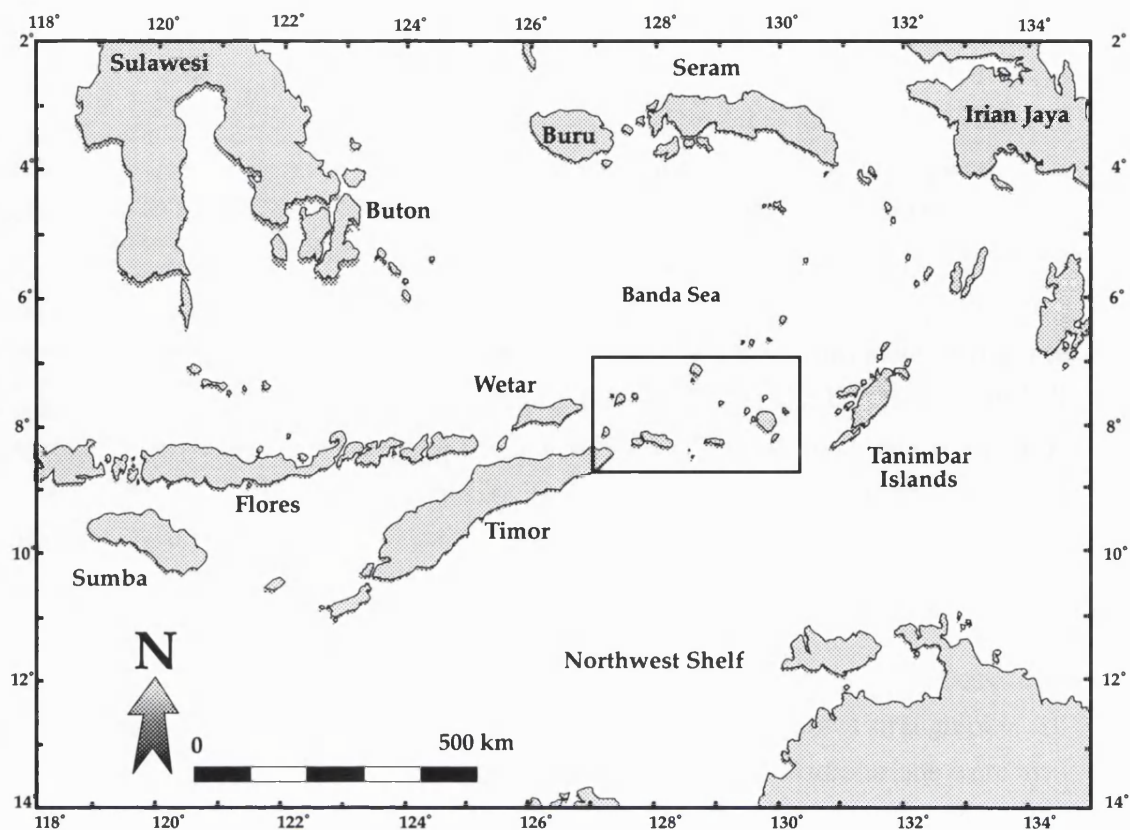 118° 120° 122° 124° 126° 128° 130° 132° 134°
2° 2°
Sulawesi
Seram
Irian Jaya
Buru
4° 4°
Buton
6° 6°
Banda Sea
Wetar
8° 8°
Tanimbar
Islands
Flores
Timor
10° 10°
Sumba
N
Northwest Shelf
12° 12°
0 500 km
14° 14°
118° 120° 122° 124° 126° 128° 130° 132° 134°